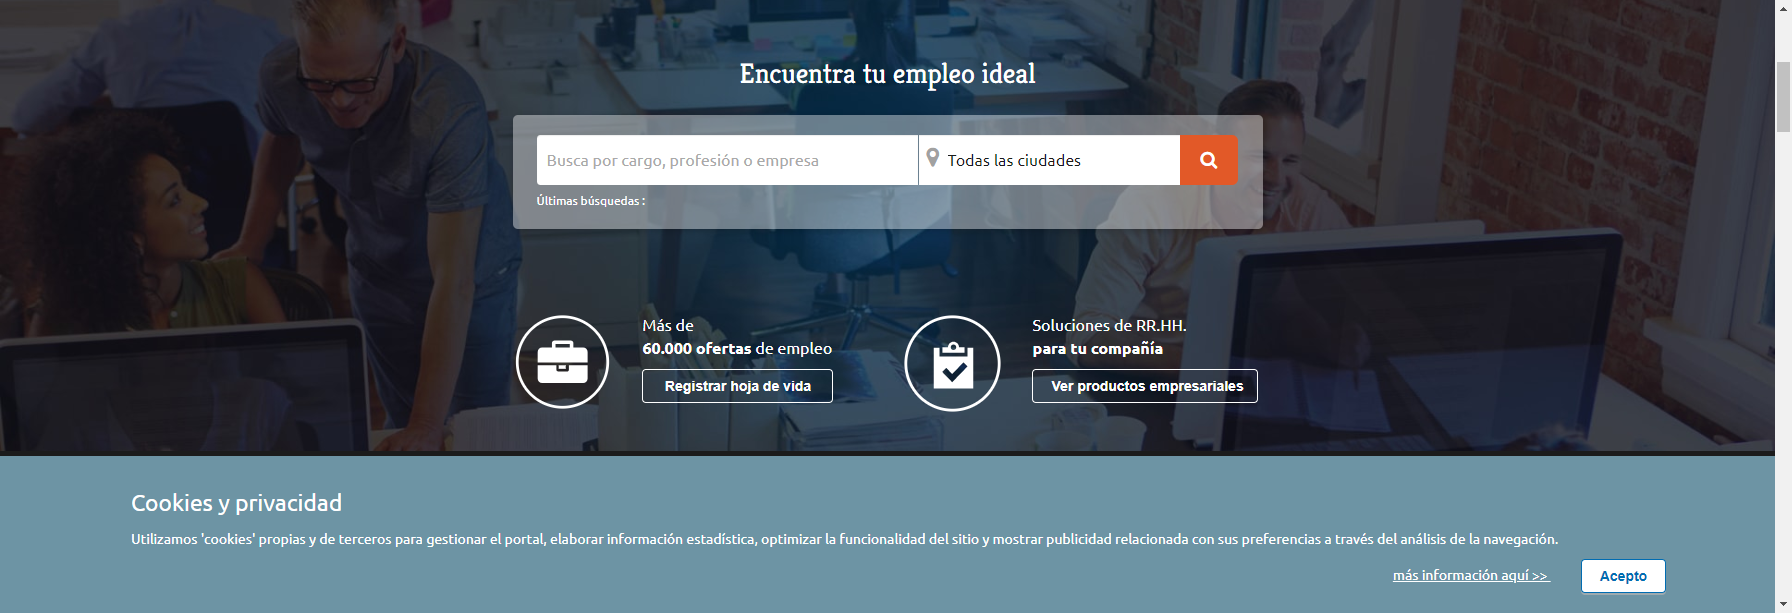 Encuentra tu empleo ideal
Busca por cargo, profesión o empresa
Todas las ciudades
Últimas búsquedas :
Más de
60.000 ofertas de empleo
Registrar hoja de vida
Soluciones de RR.HH.
para tu compañía
Ver productos empresariales
Cookies y privacidad
Utilizamos 'cookies' propias y de terceros para gestionar el portal, elaborar información estadística, optimizar la funcionalidad del sitio y mostrar publicidad relacionada con sus preferencias a través del análisis de la navegación.
más información aquí >>
Acepto